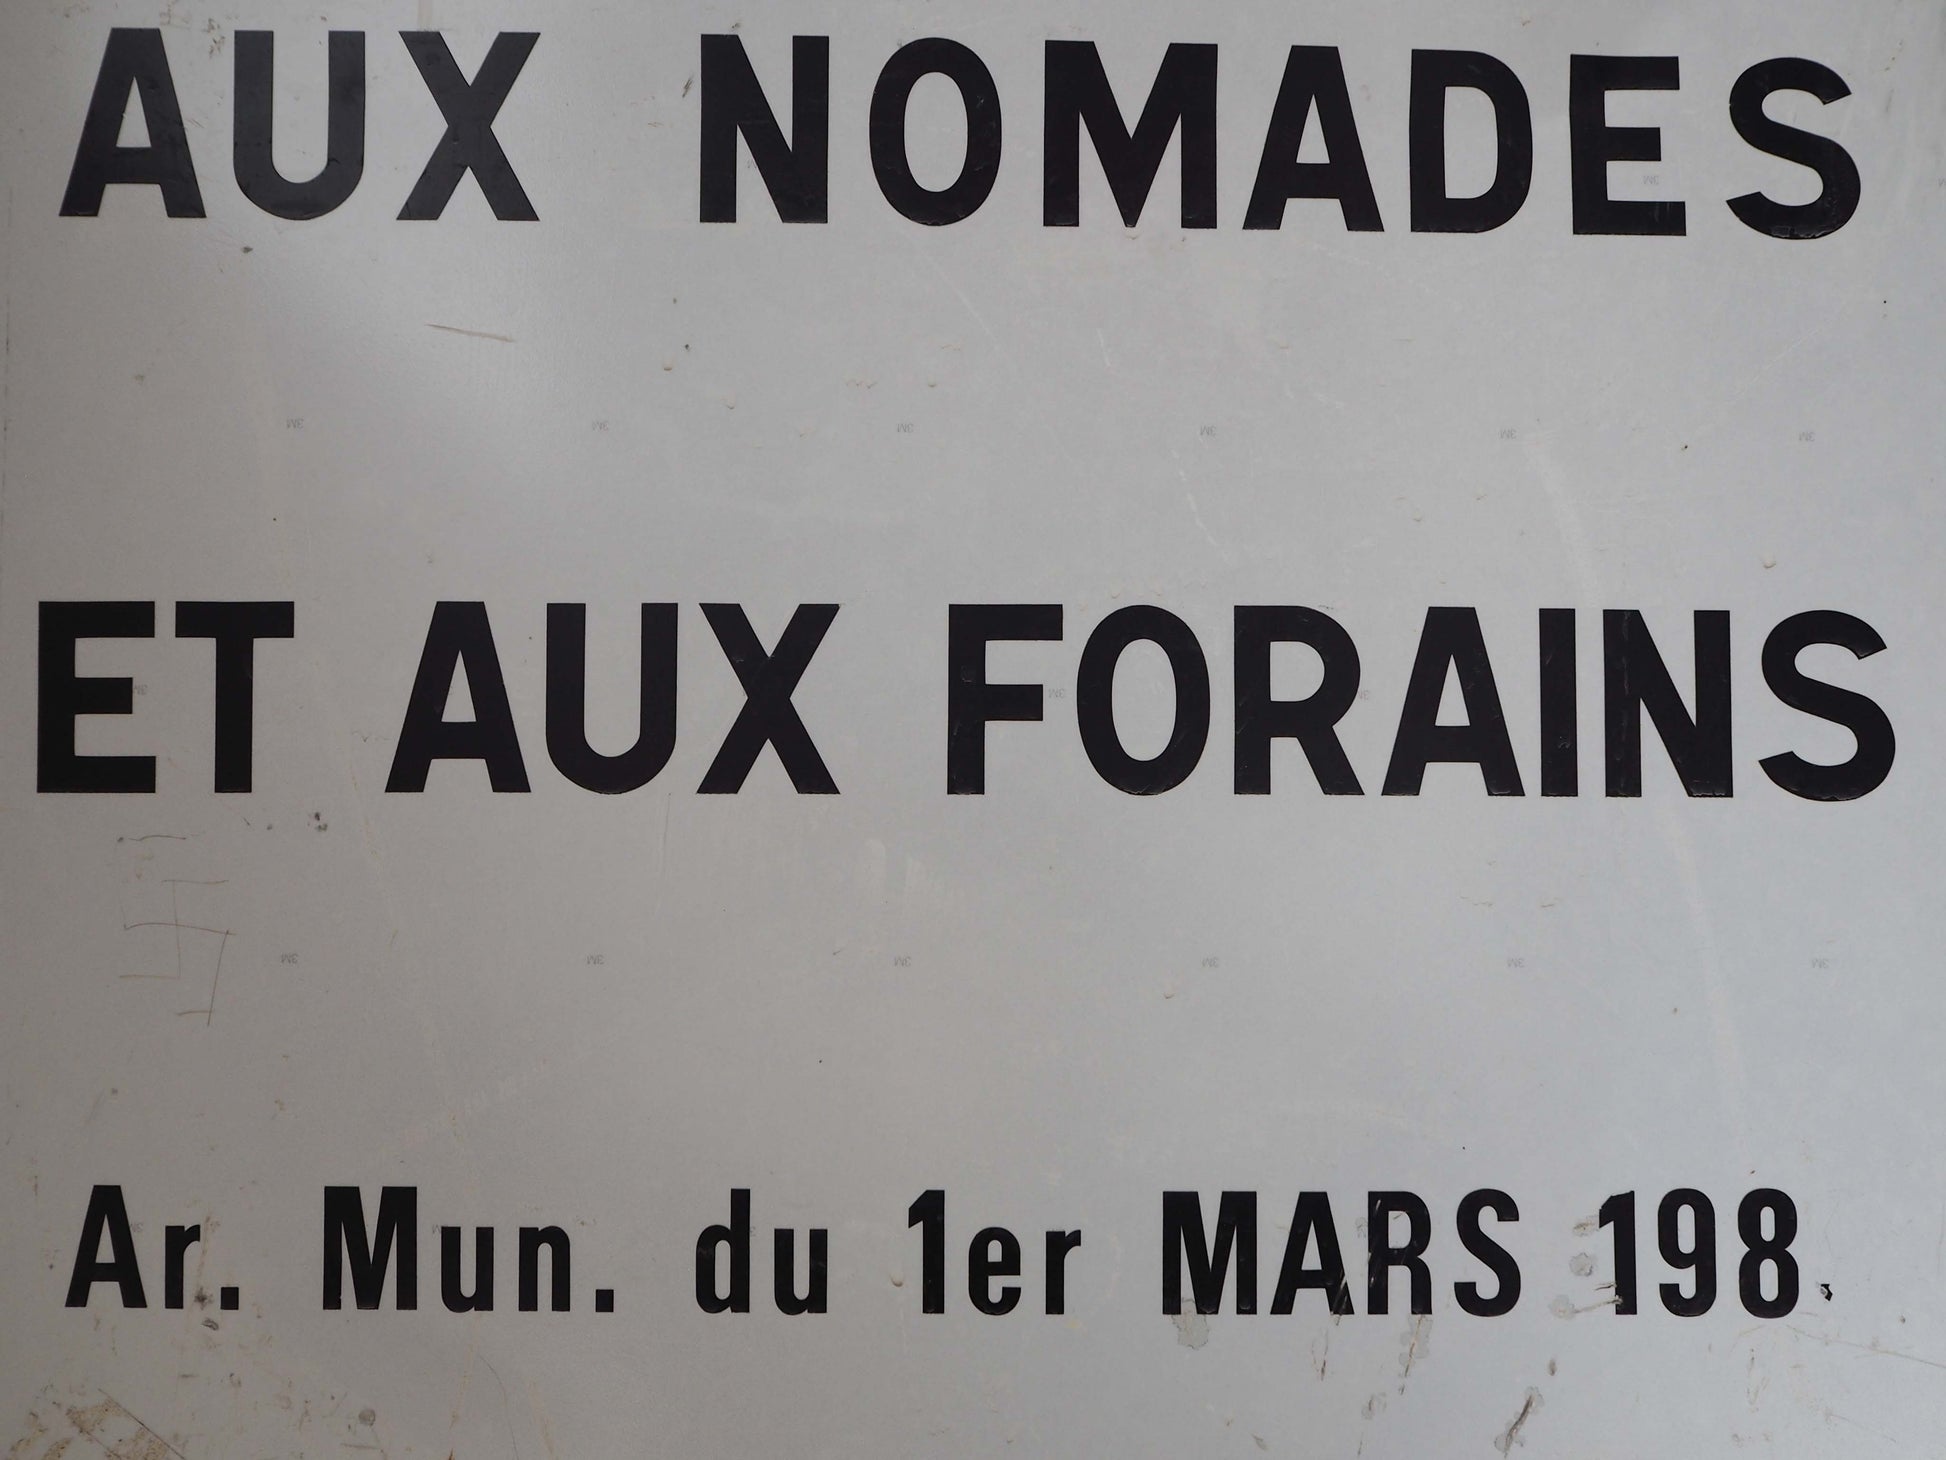 AUX NOMADES
ET AUX FORAINS
Ar. Mun. du 1er MARS 198